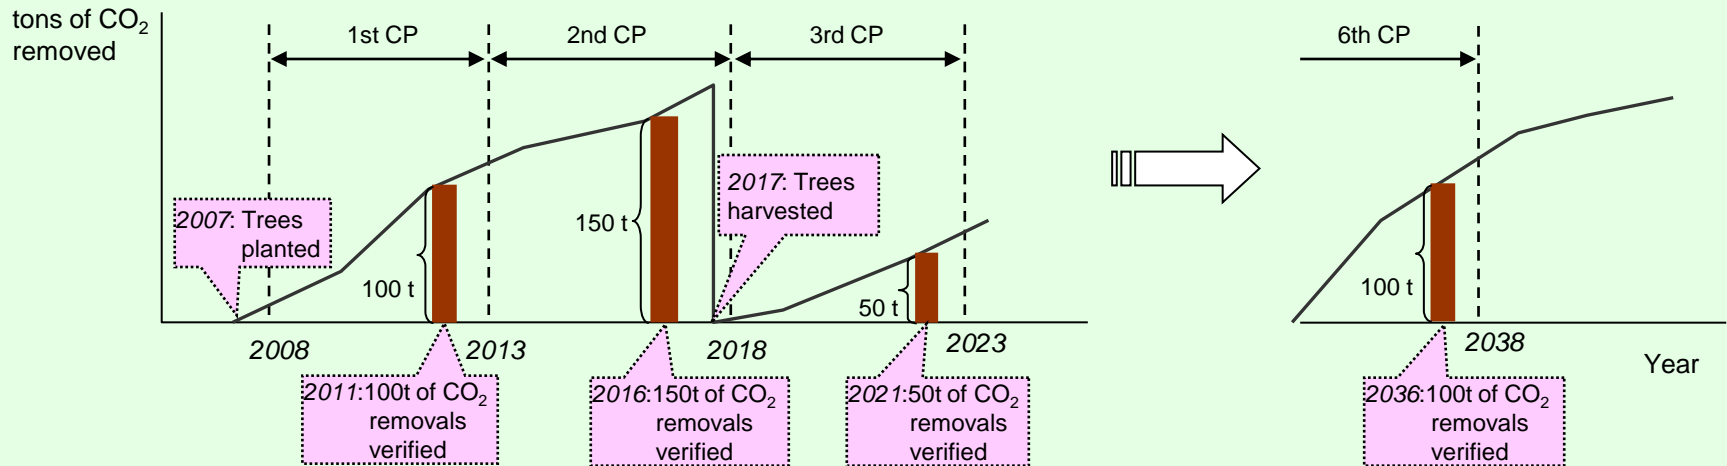 tons of CO2
removed
1st CP
2nd CP
3rd CP
6th CP
2007: Trees
planted
100 t
150 t
2017: Trees
harvested
50 t
100 t
2008
2013
2018
2023
2038
Year
2011:100t of CO2
removals
verified
2016:150t of CO2
removals
verified
2021:50t of CO2
removals
verified
2036:100t of CO2
removals
verified